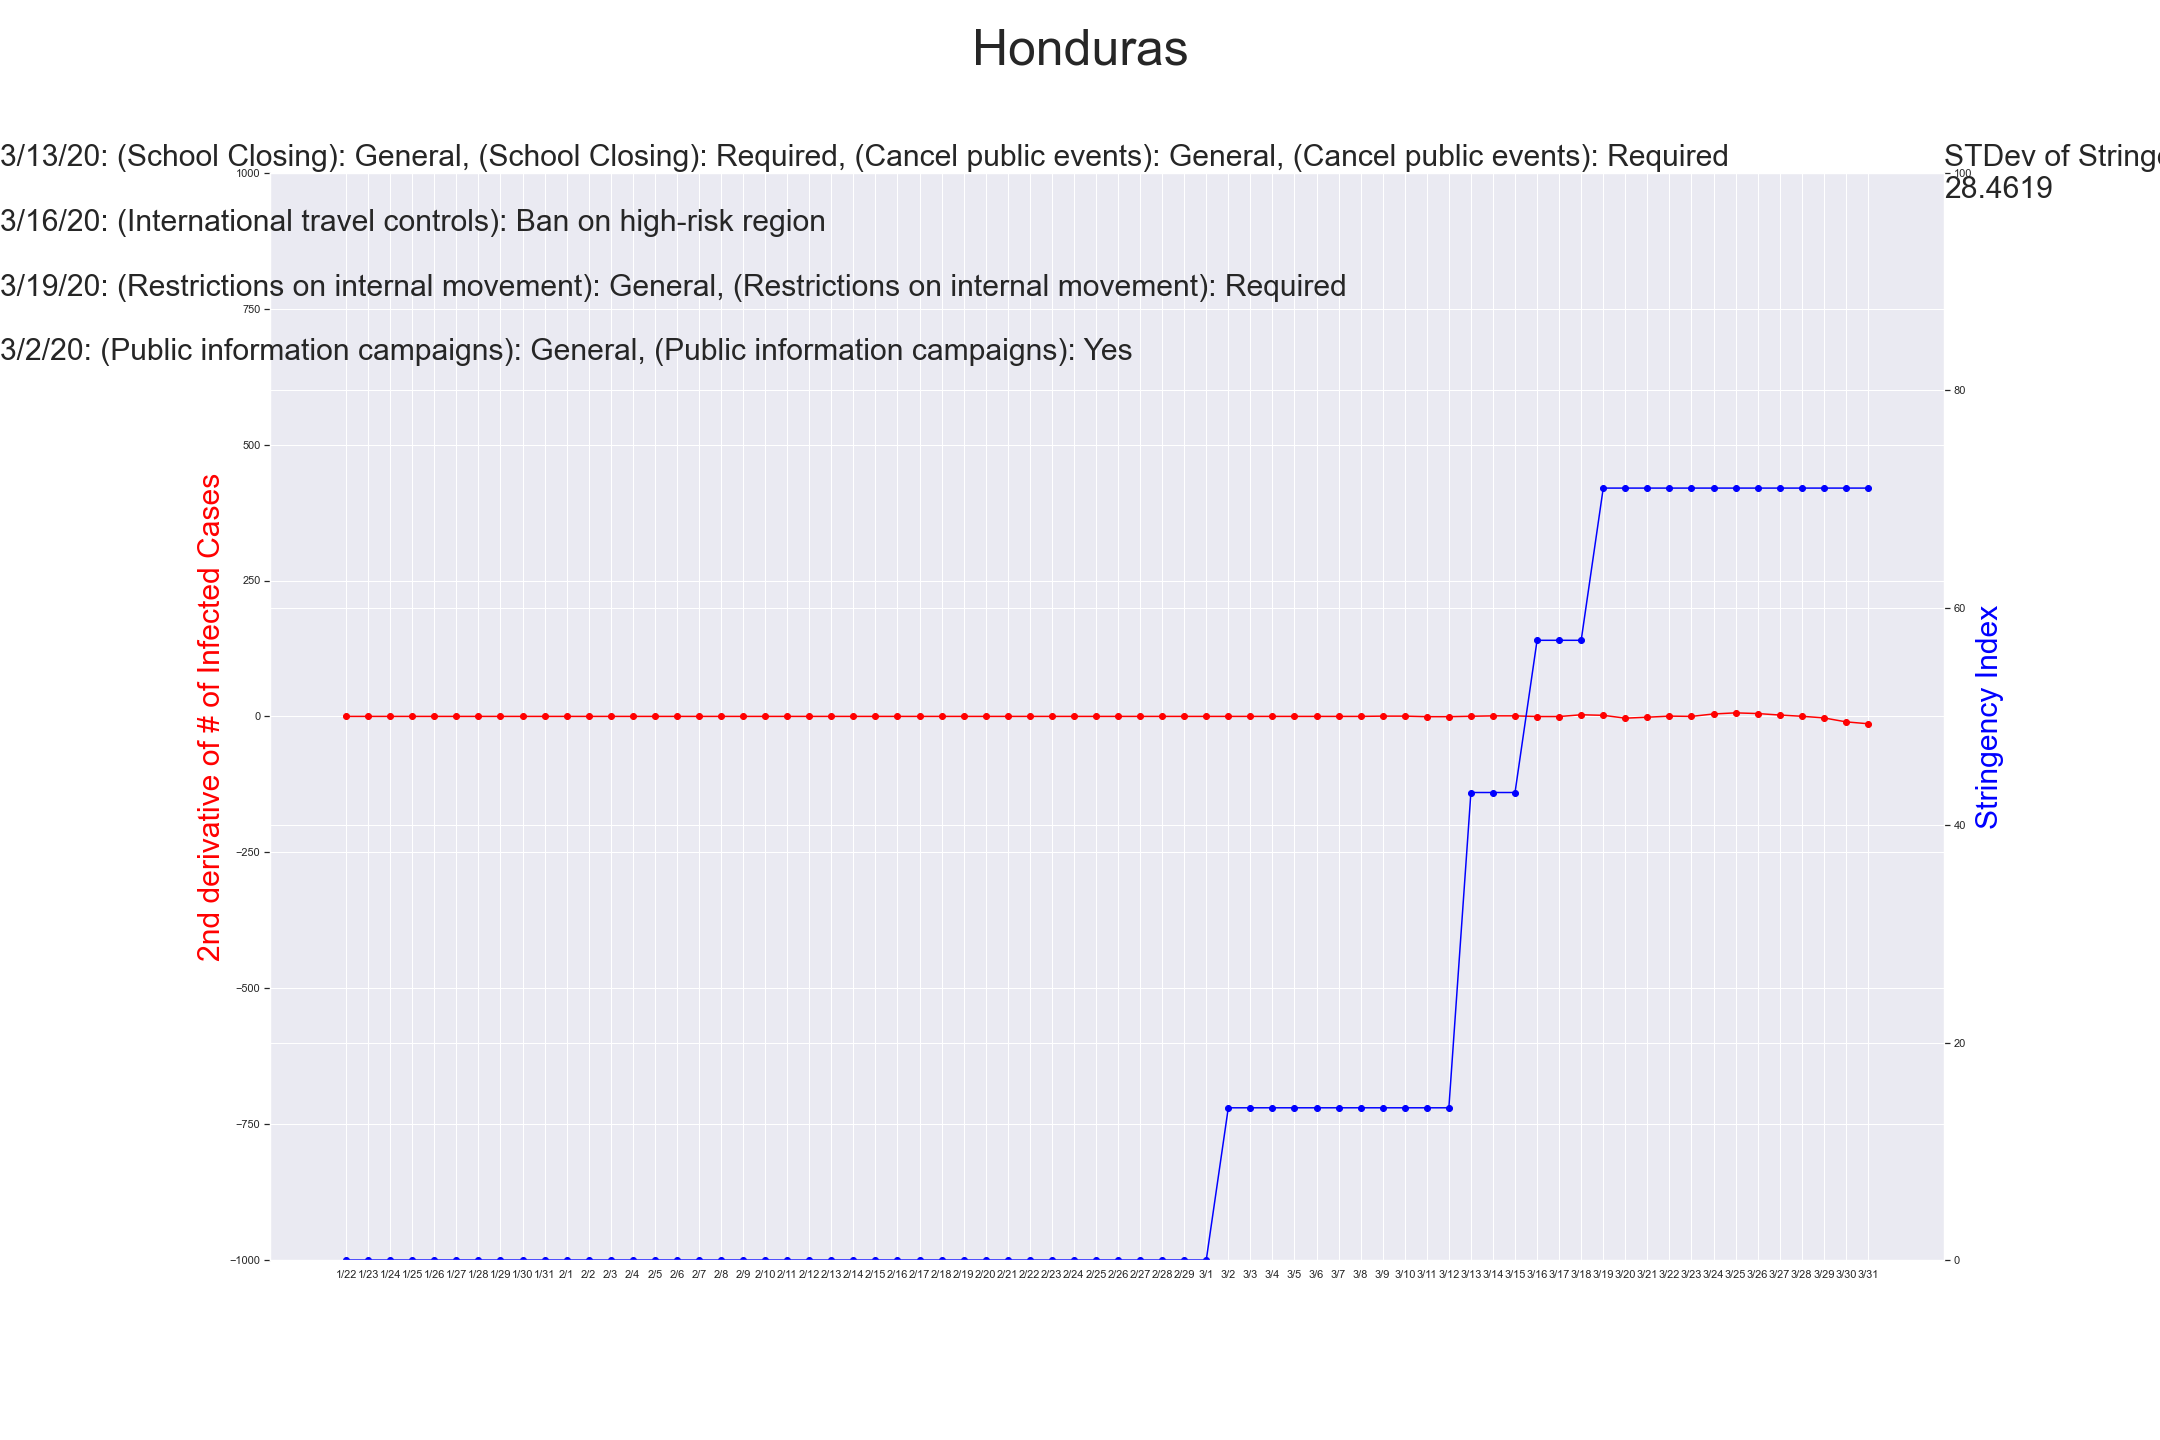 Honduras
3/13/20: (School Closing): General, (School Closing): Required, (Cancel public events): General, (Cancel public events): Required
STDev of String
28.4619
3/16/20: (International travel controls): Ban on high-risk region
3/19/20: (Restrictions on internal movement): General, (Restrictions on internal movement): Required
3/2/20: (Public information campaigns): General, (Public information campaigns): Yes
1000
750
500
250
0
−250
−500
−750
−1000
2nd derivative of # of Infected Cases
100
80
60
40
20
0
Stringency Index
1/22 1/23 1/24 1/25 1/26 1/27 1/28 1/29 1/30 1/31 2/1 2/2 2/3 2/4 2/5 2/6 2/7 2/8 2/9 2/10 2/11 2/12 2/13 2/14 2/15 2/16 2/17 2/18 2/19 2/20 2/21 2/22 2/23 2/24 2/25 2/26 2/27 2/28 2/29 3/1 3/2 3/3 3/4 3/5 3/6 3/7 3/8 3/9 3/10 3/11 3/12 3/13 3/14 3/15 3/16 3/17 3/18 3/19 3/20 3/21 3/22 3/23 3/24 3/25 3/26 3/27 3/28 3/29 3/30 3/31